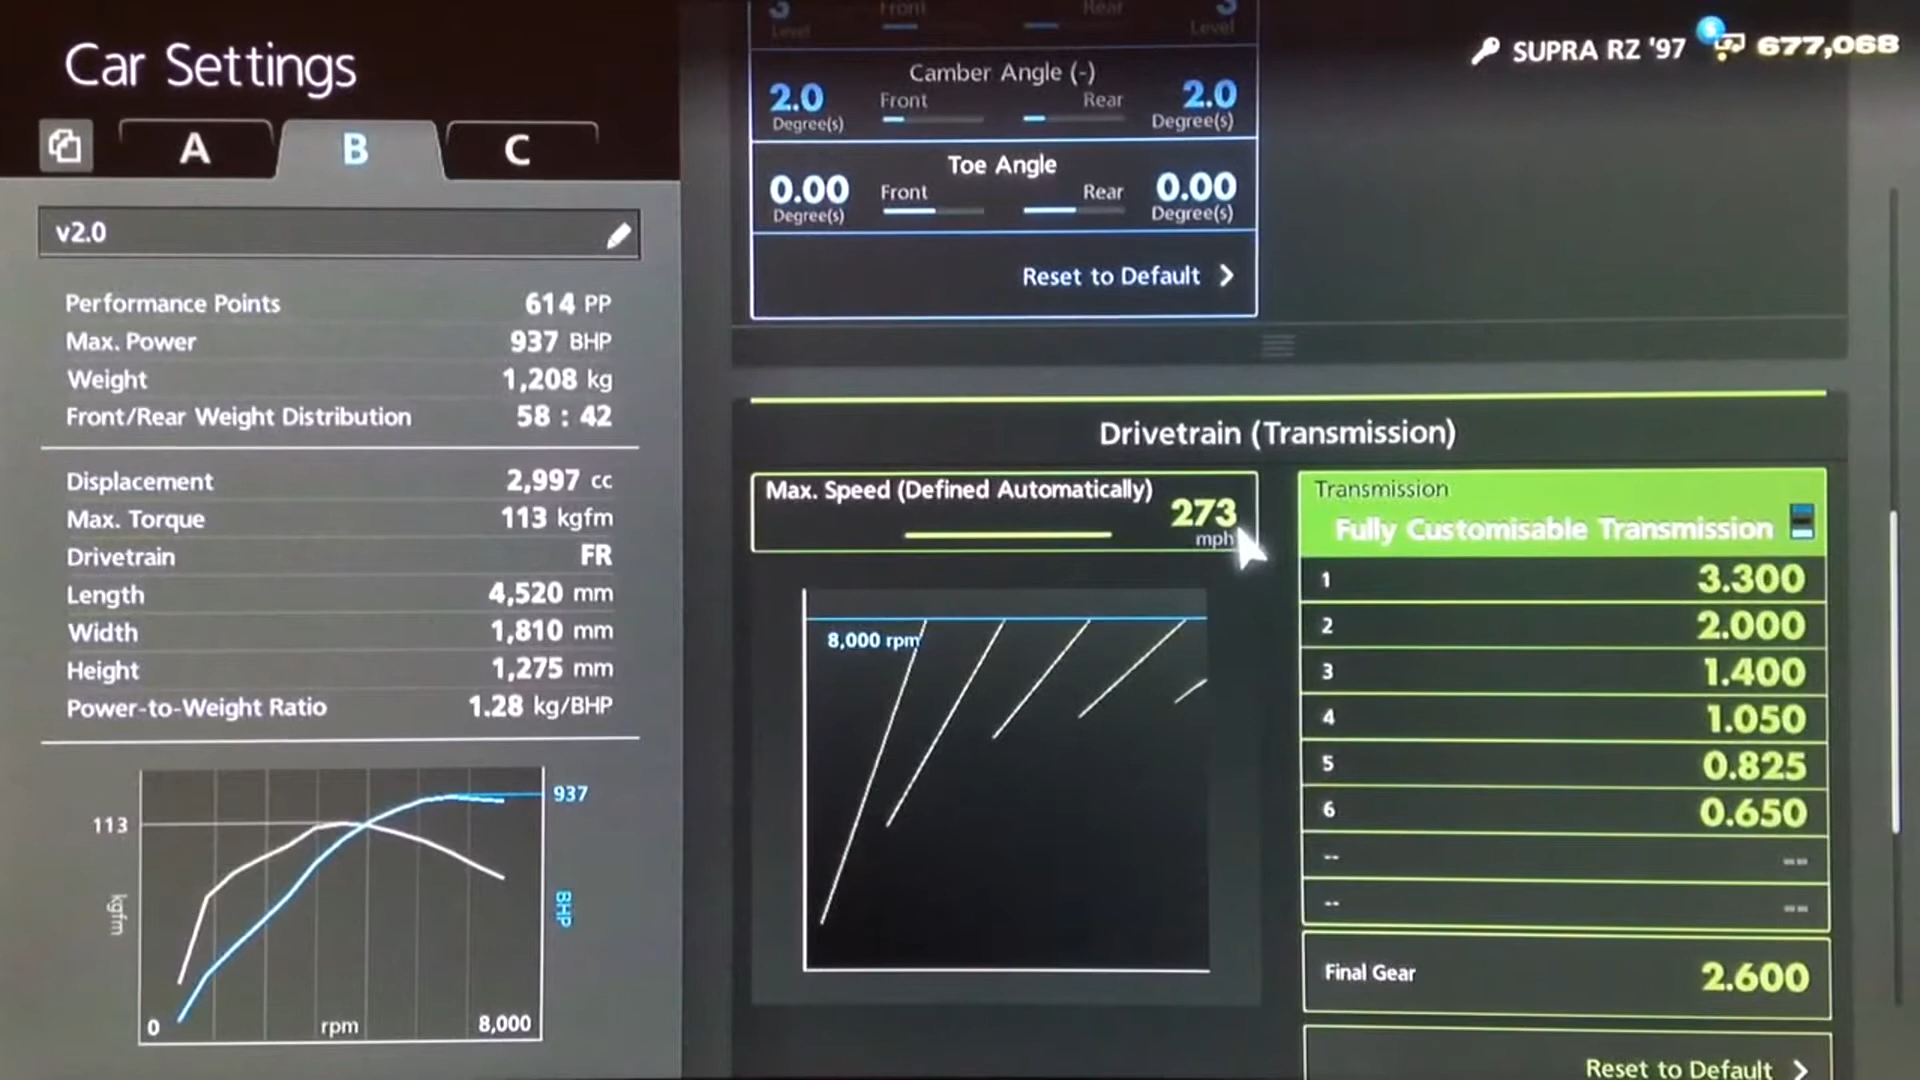 Car Settings
A
B
C
v2.0
Performance Points 614 PP
Max. Power 937 BHP
Weight 1,208 kg
Front/Rear Weight Distribution 58 : 42
Displacement 2,997 cc
Max. Torque 113 kgfm
Drivetrain FR
Length 4,520 mm
Width 1,810 mm
Height 1,275 mm
Power-to-Weight Ratio 1.28 kg/BHP
937
113
kgfm
BHP
0 rpm 8,000
SUPRA RZ '97
677,068
3 Front Rear 3
Level Level
Camber Angle (-)
2.0 Front Rear 2.0
Degree(s) Degree(s)
Toe Angle
0.00 Front Rear 0.00
Degree(s) Degree(s)
Reset to Default
Drivetrain (Transmission)
Max. Speed (Defined Automatically)
273
mph
8,000 rpm
Transmission
Fully Customisable Transmission
1 3.300
2 2.000
3 1.400
4 1.050
5 0.825
6 0.650
-- --
-- --
Final Gear 2.600
Reset to Default